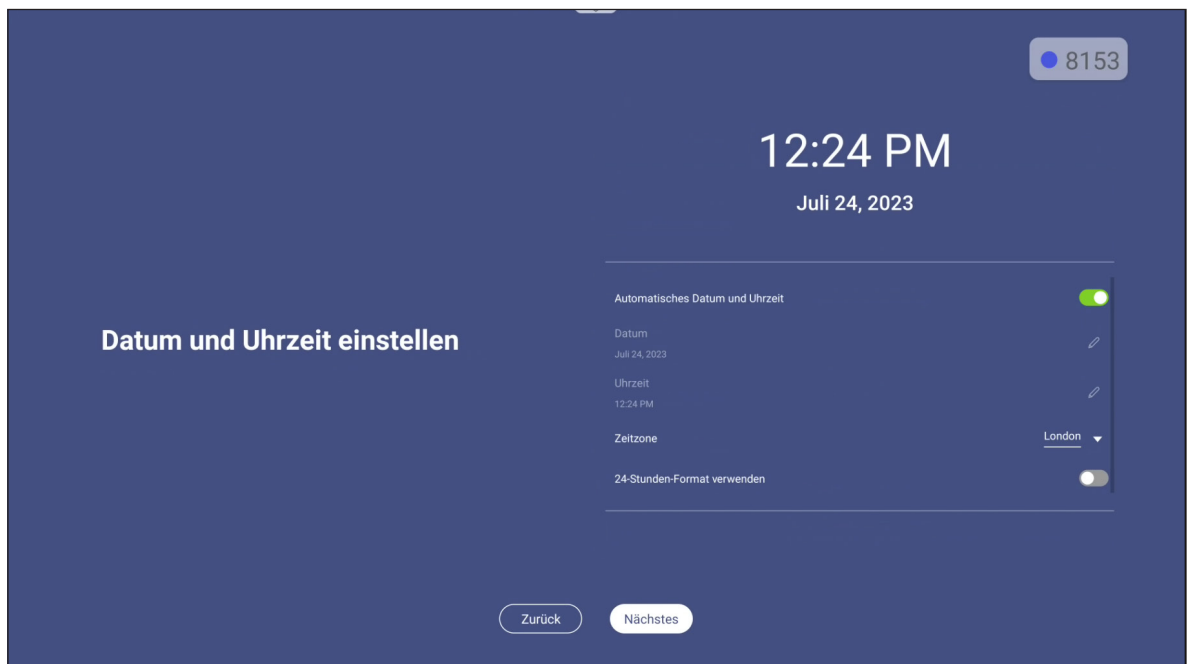 8153
12:24 PM
Juli 24, 2023
Datum und Uhrzeit einstellen
Automatisches Datum und Uhrzeit
Datum
Juli 24, 2023
Uhrzeit
12:24 PM
Zeitzone London
24-Stunden-Format verwenden
Zurück Nächstes